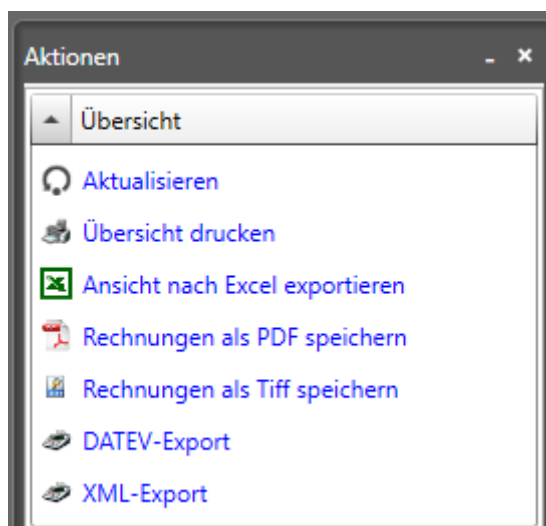 Aktionen
Übersicht
Aktualisieren
Übersicht drucken
Ansicht nach Excel exportieren
Rechnungen als PDF speichern
Rechnungen als Tiff speichern
DATEV-Export
XML-Export